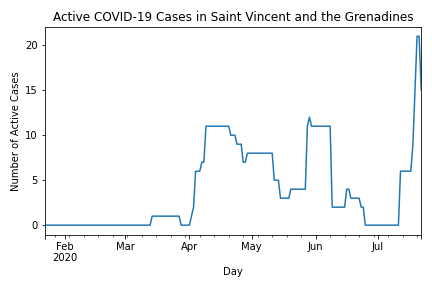 Active COVID-19 Cases in Saint Vincent and the Grenadines
Number of Active Cases
20
15
10
5
0
Feb Mar Apr May Jun Jul
2020
Day